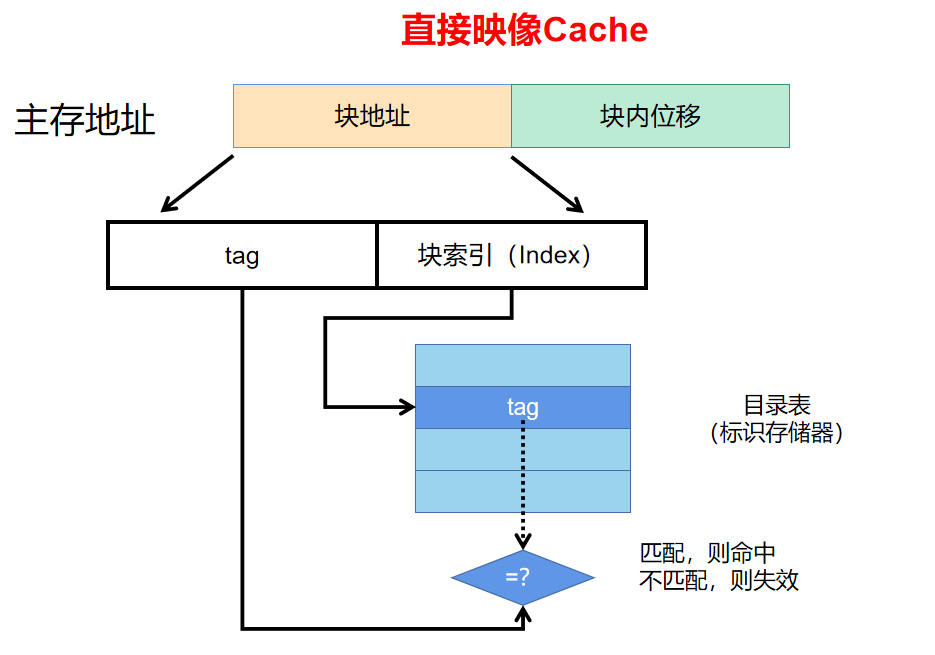 直接映像Cache
主存地址
块地址
块内位移
tag
块索引（Index）
tag
目录表
（标识存储器）
=?
匹配，则命中
不匹配，则失效